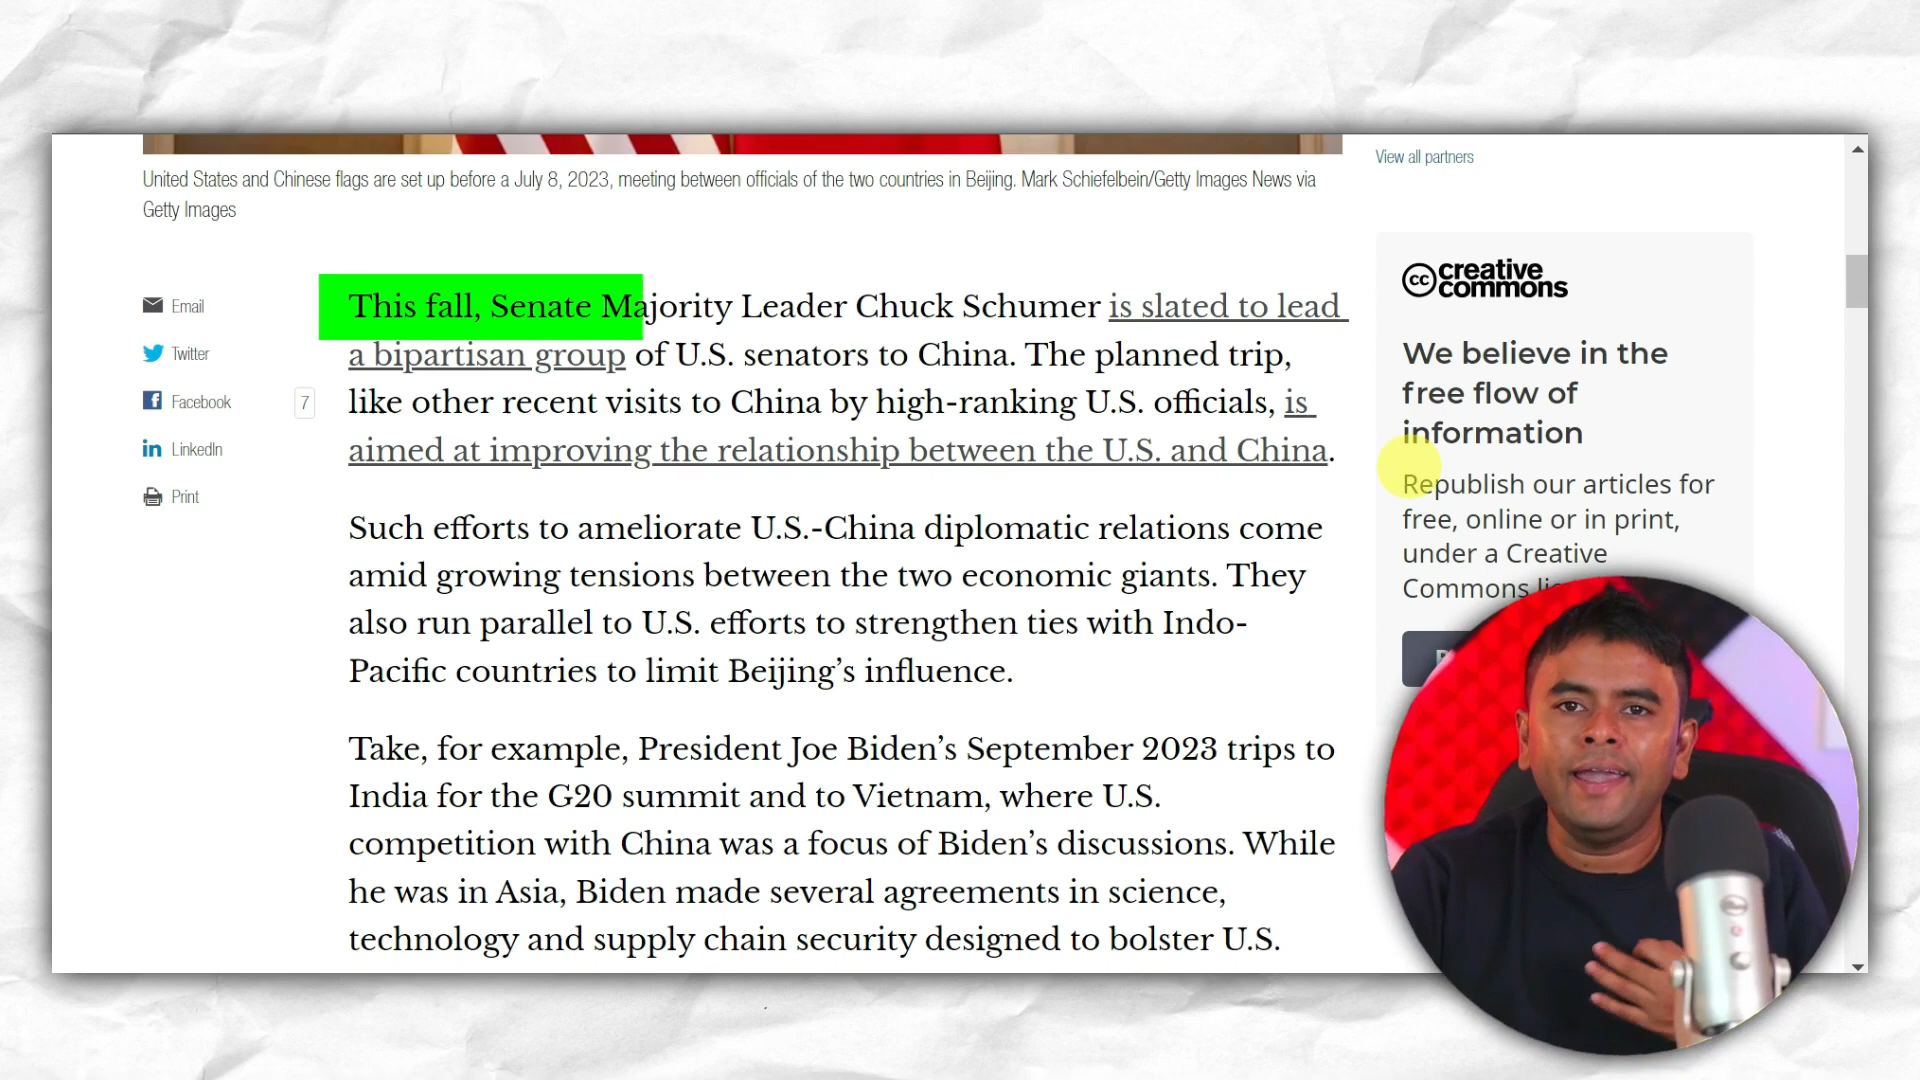 View all partners
United States and Chinese flags are set up before a July 8, 2023, meeting between officials of the two countries in Beijing. Mark Schiefelbein/Getty Images News via
Getty Images
Email
Twitter
Facebook
7
LinkedIn
Print
This fall, Senate Majority Leader Chuck Schumer is slated to lead
a bipartisan group of U.S. senators to China. The planned trip,
like other recent visits to China by high-ranking U.S. officials, is
aimed at improving the relationship between the U.S. and China.
Such efforts to ameliorate U.S.-China diplomatic relations come
amid growing tensions between the two economic giants. They
also run parallel to U.S. efforts to strengthen ties with Indo-
Pacific countries to limit Beijing’s influence.
Take, for example, President Joe Biden’s September 2023 trips to
India for the G20 summit and to Vietnam, where U.S.
competition with China was a focus of Biden’s discussions. While
he was in Asia, Biden made several agreements in science,
technology and supply chain security designed to bolster U.S.
cc creative
commons
We believe in the
free flow of
information
Republish our articles for
free, online or in print,
under a Creative
Commons